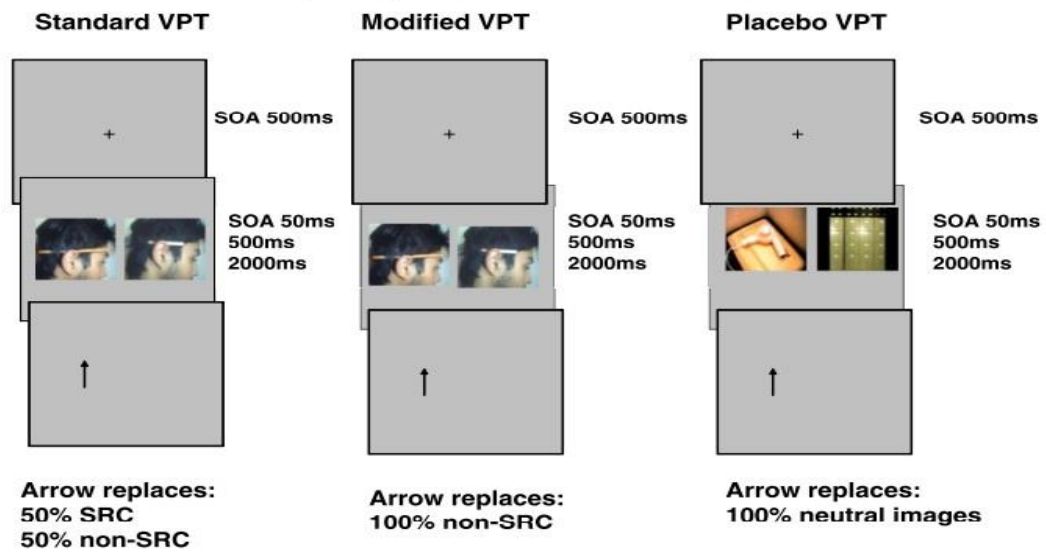 Standard VPT
Modified VPT
Placebo VPT
SOA 500ms
SOA 500ms
SOA 500ms
SOA 50ms
500ms
2000ms
SOA 50ms
500ms
2000ms
SOA 50ms
500ms
2000ms
Arrow replaces:
50% SRC
50% non-SRC
Arrow replaces:
100% non-SRC
Arrow replaces:
100% neutral images